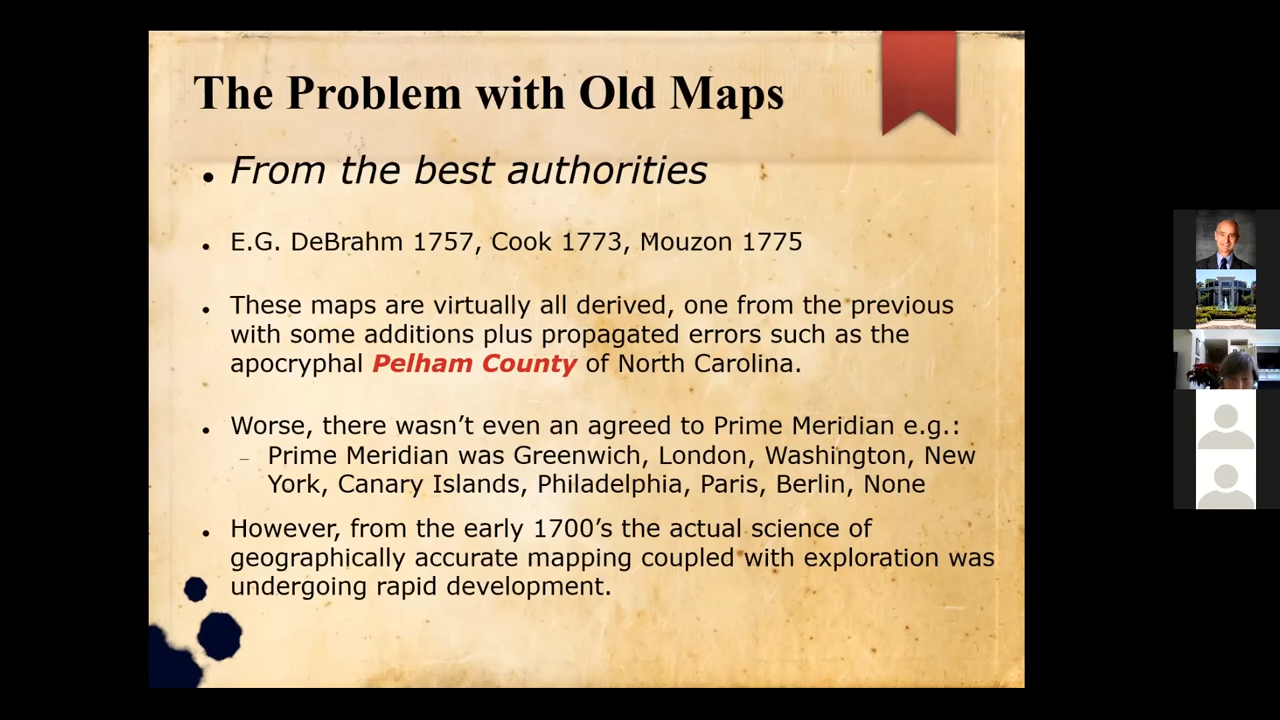 The Problem with Old Maps
• From the best authorities
• E.G. DeBrahm 1757, Cook 1773, Mouzon 1775
• These maps are virtually all derived, one from the previous
with some additions plus propagated errors such as the
apocryphal Pelham County of North Carolina.
• Worse, there wasn’t even an agreed to Prime Meridian e.g.:
– Prime Meridian was Greenwich, London, Washington, New
York, Canary Islands, Philadelphia, Paris, Berlin, None
• However, from the early 1700’s the actual science of
geographically accurate mapping coupled with exploration was
undergoing rapid development.